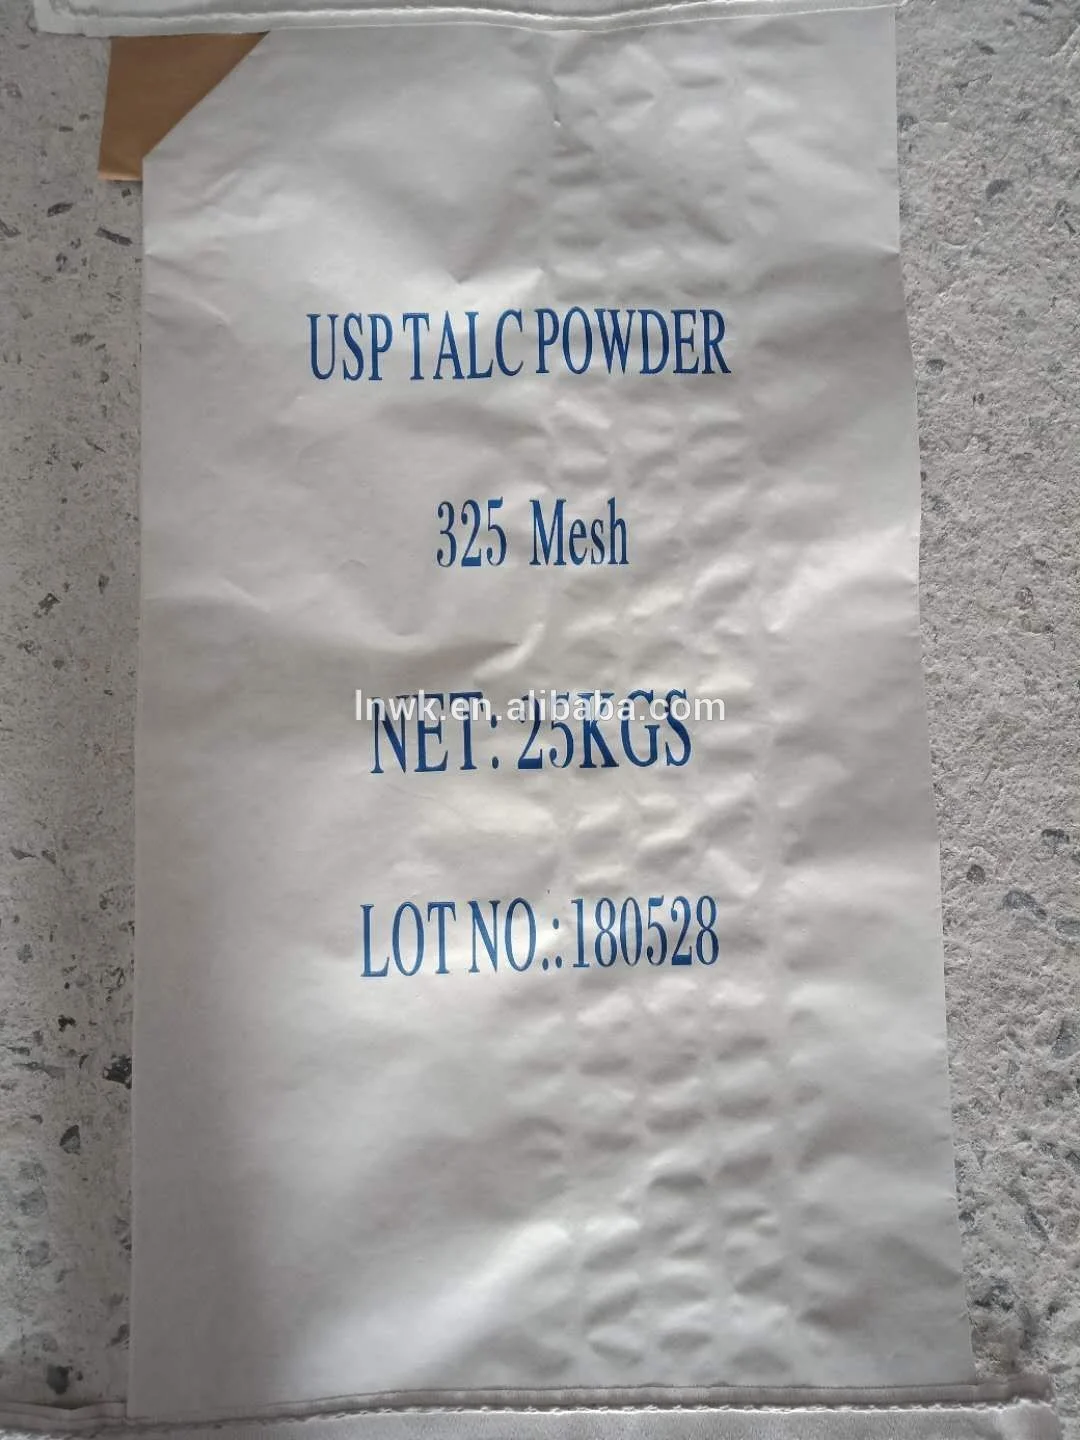 USP TALC POWDER
325 Mesh
lnwk.en.alibaba.com
NET: 25KGS
LOT NO.:180528